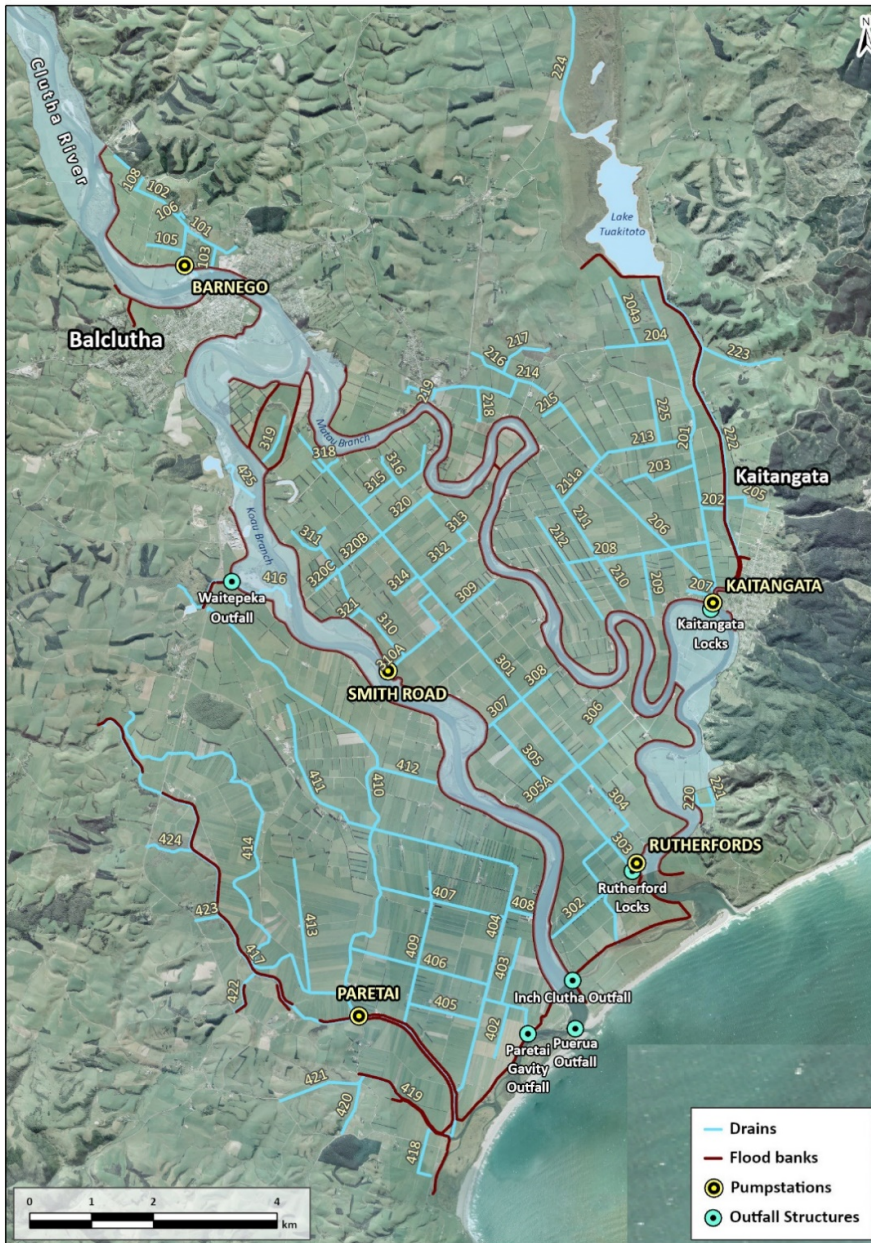 N
Clutha River
224
108
102
106
101
105
103
BARNEGO
Lake
Tuakitoto
Balclutha
204a
204
217
216
214
223
219
218
215
225
Matau Branch
319
318
213
201
222
425
315
316
211a
203
Kaitangata
320
202
205
Koau Branch
311
320B
313
211
206
212
312
208
320C
314
416
210
209
207
KAITANGATA
Waitepeka
Outfall
309
Kaitangata
Locks
321
310
310A
301
SMITH ROAD
308
307
306
305
412
411
410
305A
220
221
304
303
RUTHERFORDS
424
414
Rutherford
Locks
407
408
302
404
423
413
409
417
406
403
422
PARETAI
405
Inch Clutha Outfall
402
Paretai
Gavity
Outfall
Puerua
Outfall
421
419
420
418
Drains
Flood banks
Pumpstations
Outfall Structures
0 1 2 4
km